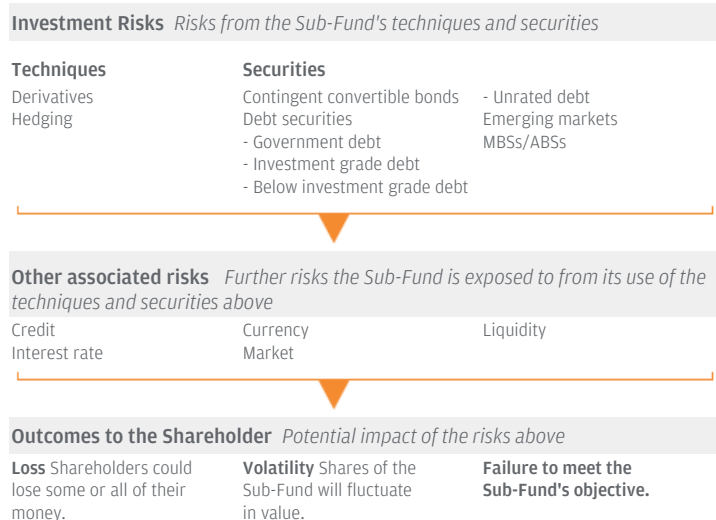 Investment Risks Risks from the Sub-Fund's techniques and securities
Techniques
Derivatives
Hedging
Securities
Contingent convertible bonds
Debt securities
- Government debt
- Investment grade debt
- Below investment grade debt
- Unrated debt
Emerging markets
MBSs/ABSs
Other associated risks Further risks the Sub-Fund is exposed to from its use of the
techniques and securities above
Credit
Interest rate
Currency
Market
Liquidity
Outcomes to the Shareholder Potential impact of the risks above
Loss Shareholders could
lose some or all of their
money.
Volatility Shares of the
Sub-Fund will fluctuate
in value.
Failure to meet the
Sub-Fund's objective.